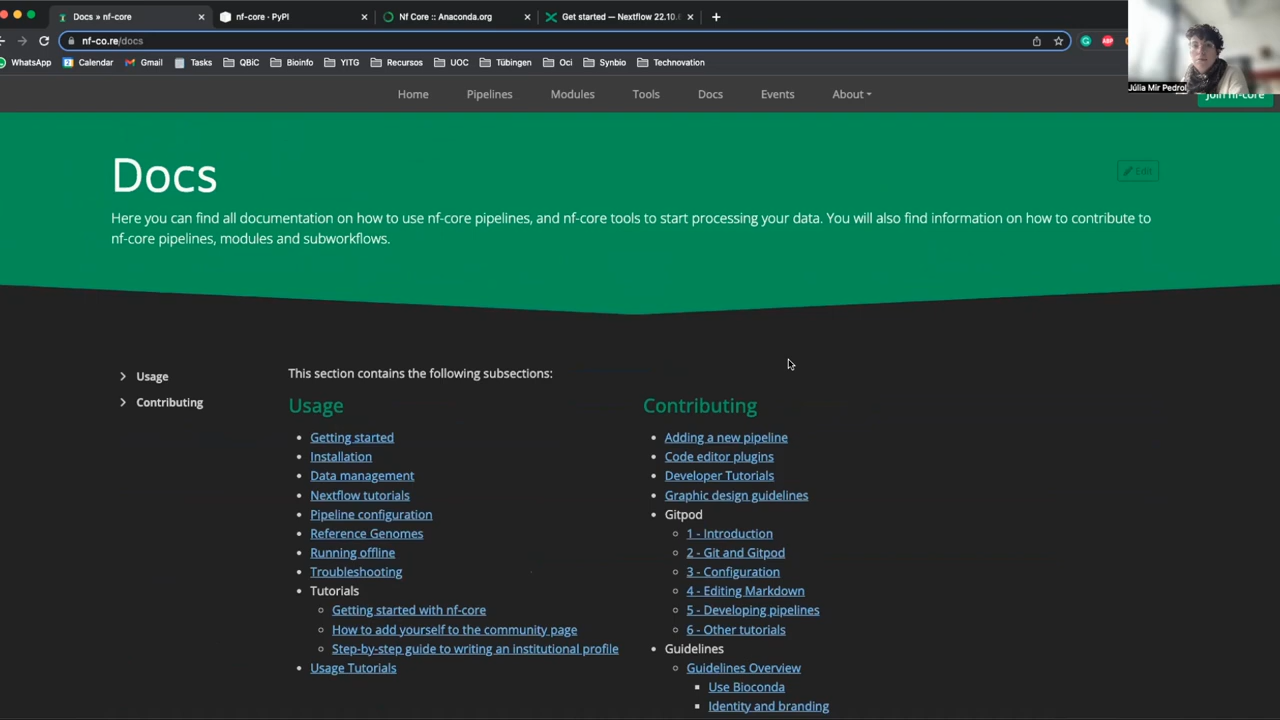 Docs » nf-core
nf-core · PyPI
Nf Core :: Anaconda.org
Get started — Nextflow 22.10.
nf-co.re/docs
WhatsApp
Calendar
Gmail
Tasks
QBiC
Bioinfo
YITG
Recursos
UOC
Tübingen
Oci
Synbio
Technovation
Júlia Mir Pedrol
Home
Pipelines
Modules
Tools
Docs
Events
About
Join nf-core
Docs
Edit
Here you can find all documentation on how to use nf-core pipelines, and nf-core tools to start processing your data. You will also find information on how to contribute to
nf-core pipelines, modules and subworkflows.
Usage
Contributing
This section contains the following subsections:
Usage
Getting started
Installation
Data management
Nextflow tutorials
Pipeline configuration
Reference Genomes
Running offline
Troubleshooting
Tutorials
Getting started with nf-core
How to add yourself to the community page
Step-by-step guide to writing an institutional profile
Usage Tutorials
Contributing
Adding a new pipeline
Code editor plugins
Developer Tutorials
Graphic design guidelines
Gitpod
1 - Introduction
2 - Git and Gitpod
3 - Configuration
4 - Editing Markdown
5 - Developing pipelines
6 - Other tutorials
Guidelines
Guidelines Overview
Use Bioconda
Identity and branding